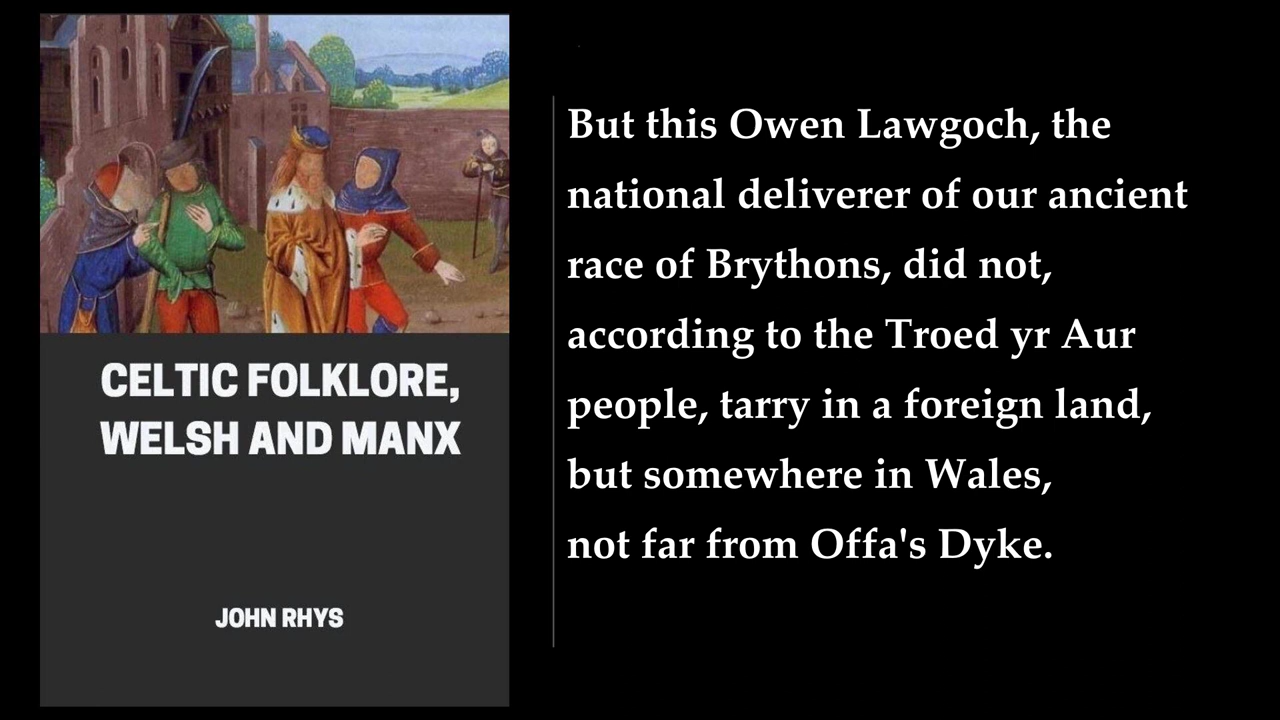 CELTIC FOLKLORE,
WELSH AND MANX
JOHN RHYS
But this Owen Lawgoch, the
national deliverer of our ancient
race of Brythons, did not,
according to the Troed yr Aur
people, tarry in a foreign land,
but somewhere in Wales,
not far from Offa's Dyke.